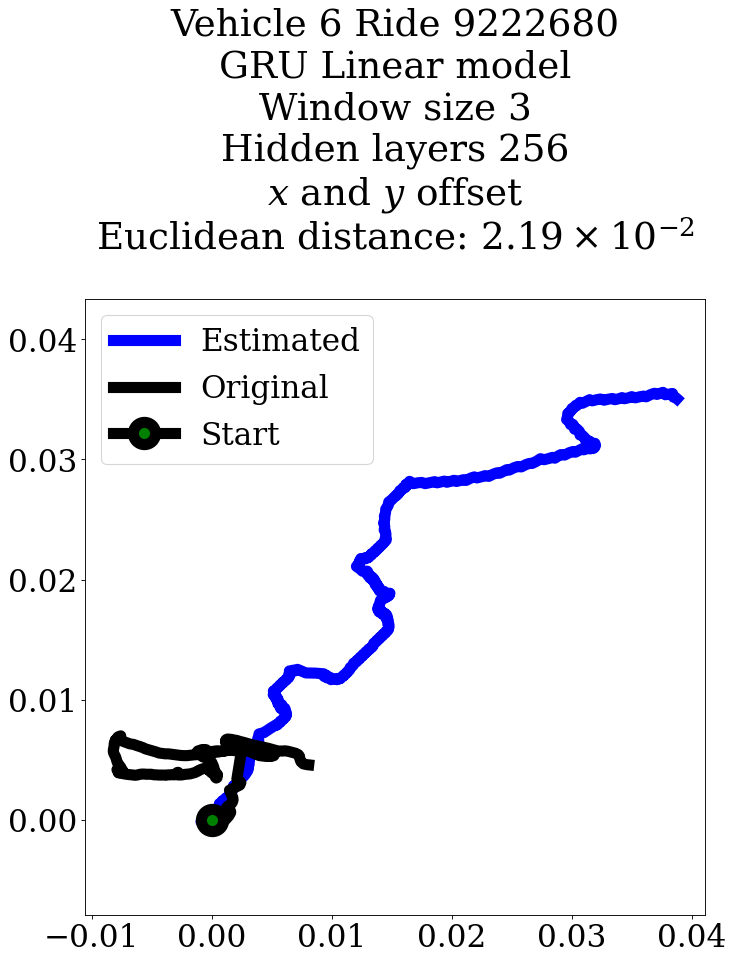 Vehicle 6 Ride 9222680
GRU Linear model
Window size 3
Hidden layers 256
x and y offset
Euclidean distance: 2.19 × 10⁻²
Estimated
Original
Start
0.04
0.03
0.02
0.01
0.00
−0.01 0.00 0.01 0.02 0.03 0.04